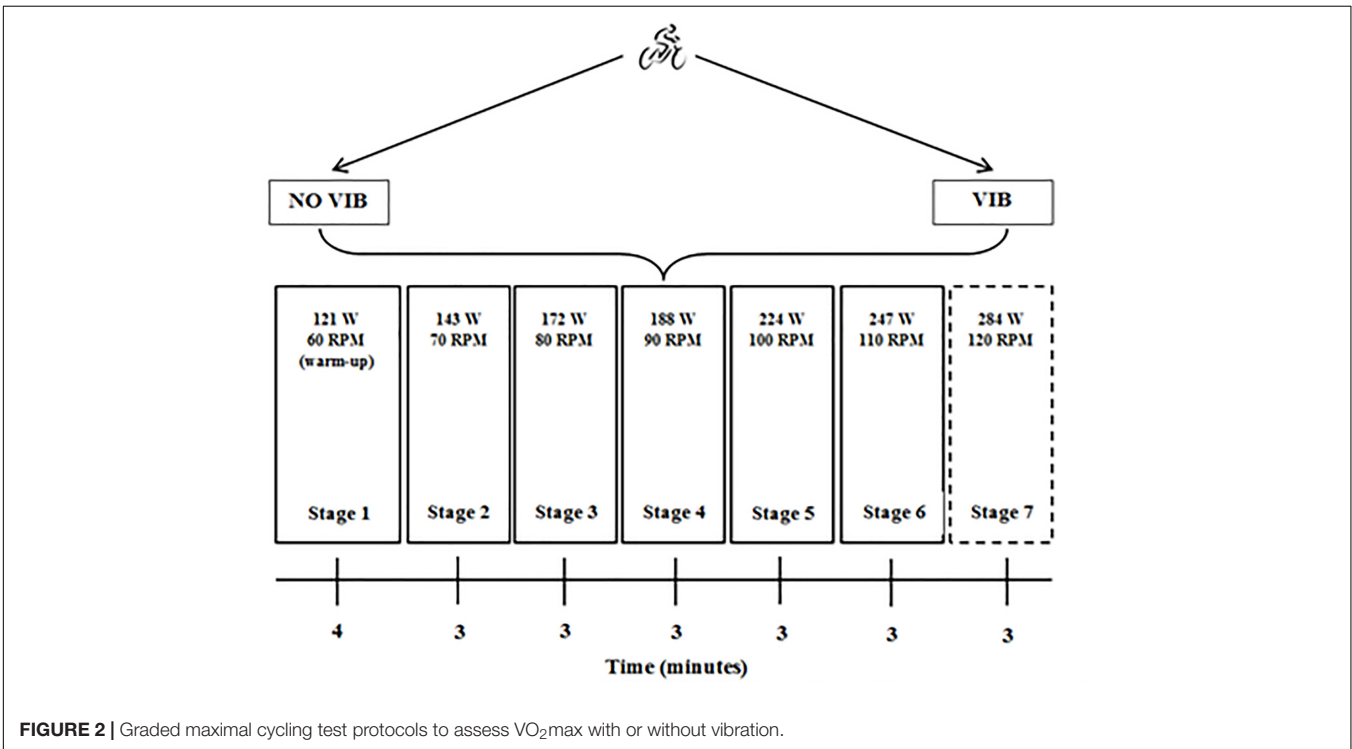 NO VIB
VIB
121 W
60 RPM
(warm-up)
Stage 1
143 W
70 RPM
Stage 2
172 W
80 RPM
Stage 3
188 W
90 RPM
Stage 4
224 W
100 RPM
Stage 5
247 W
110 RPM
Stage 6
284 W
120 RPM
Stage 7
4 3 3 3 3 3 3
Time (minutes)
FIGURE 2 | Graded maximal cycling test protocols to assess VO₂max with or without vibration.